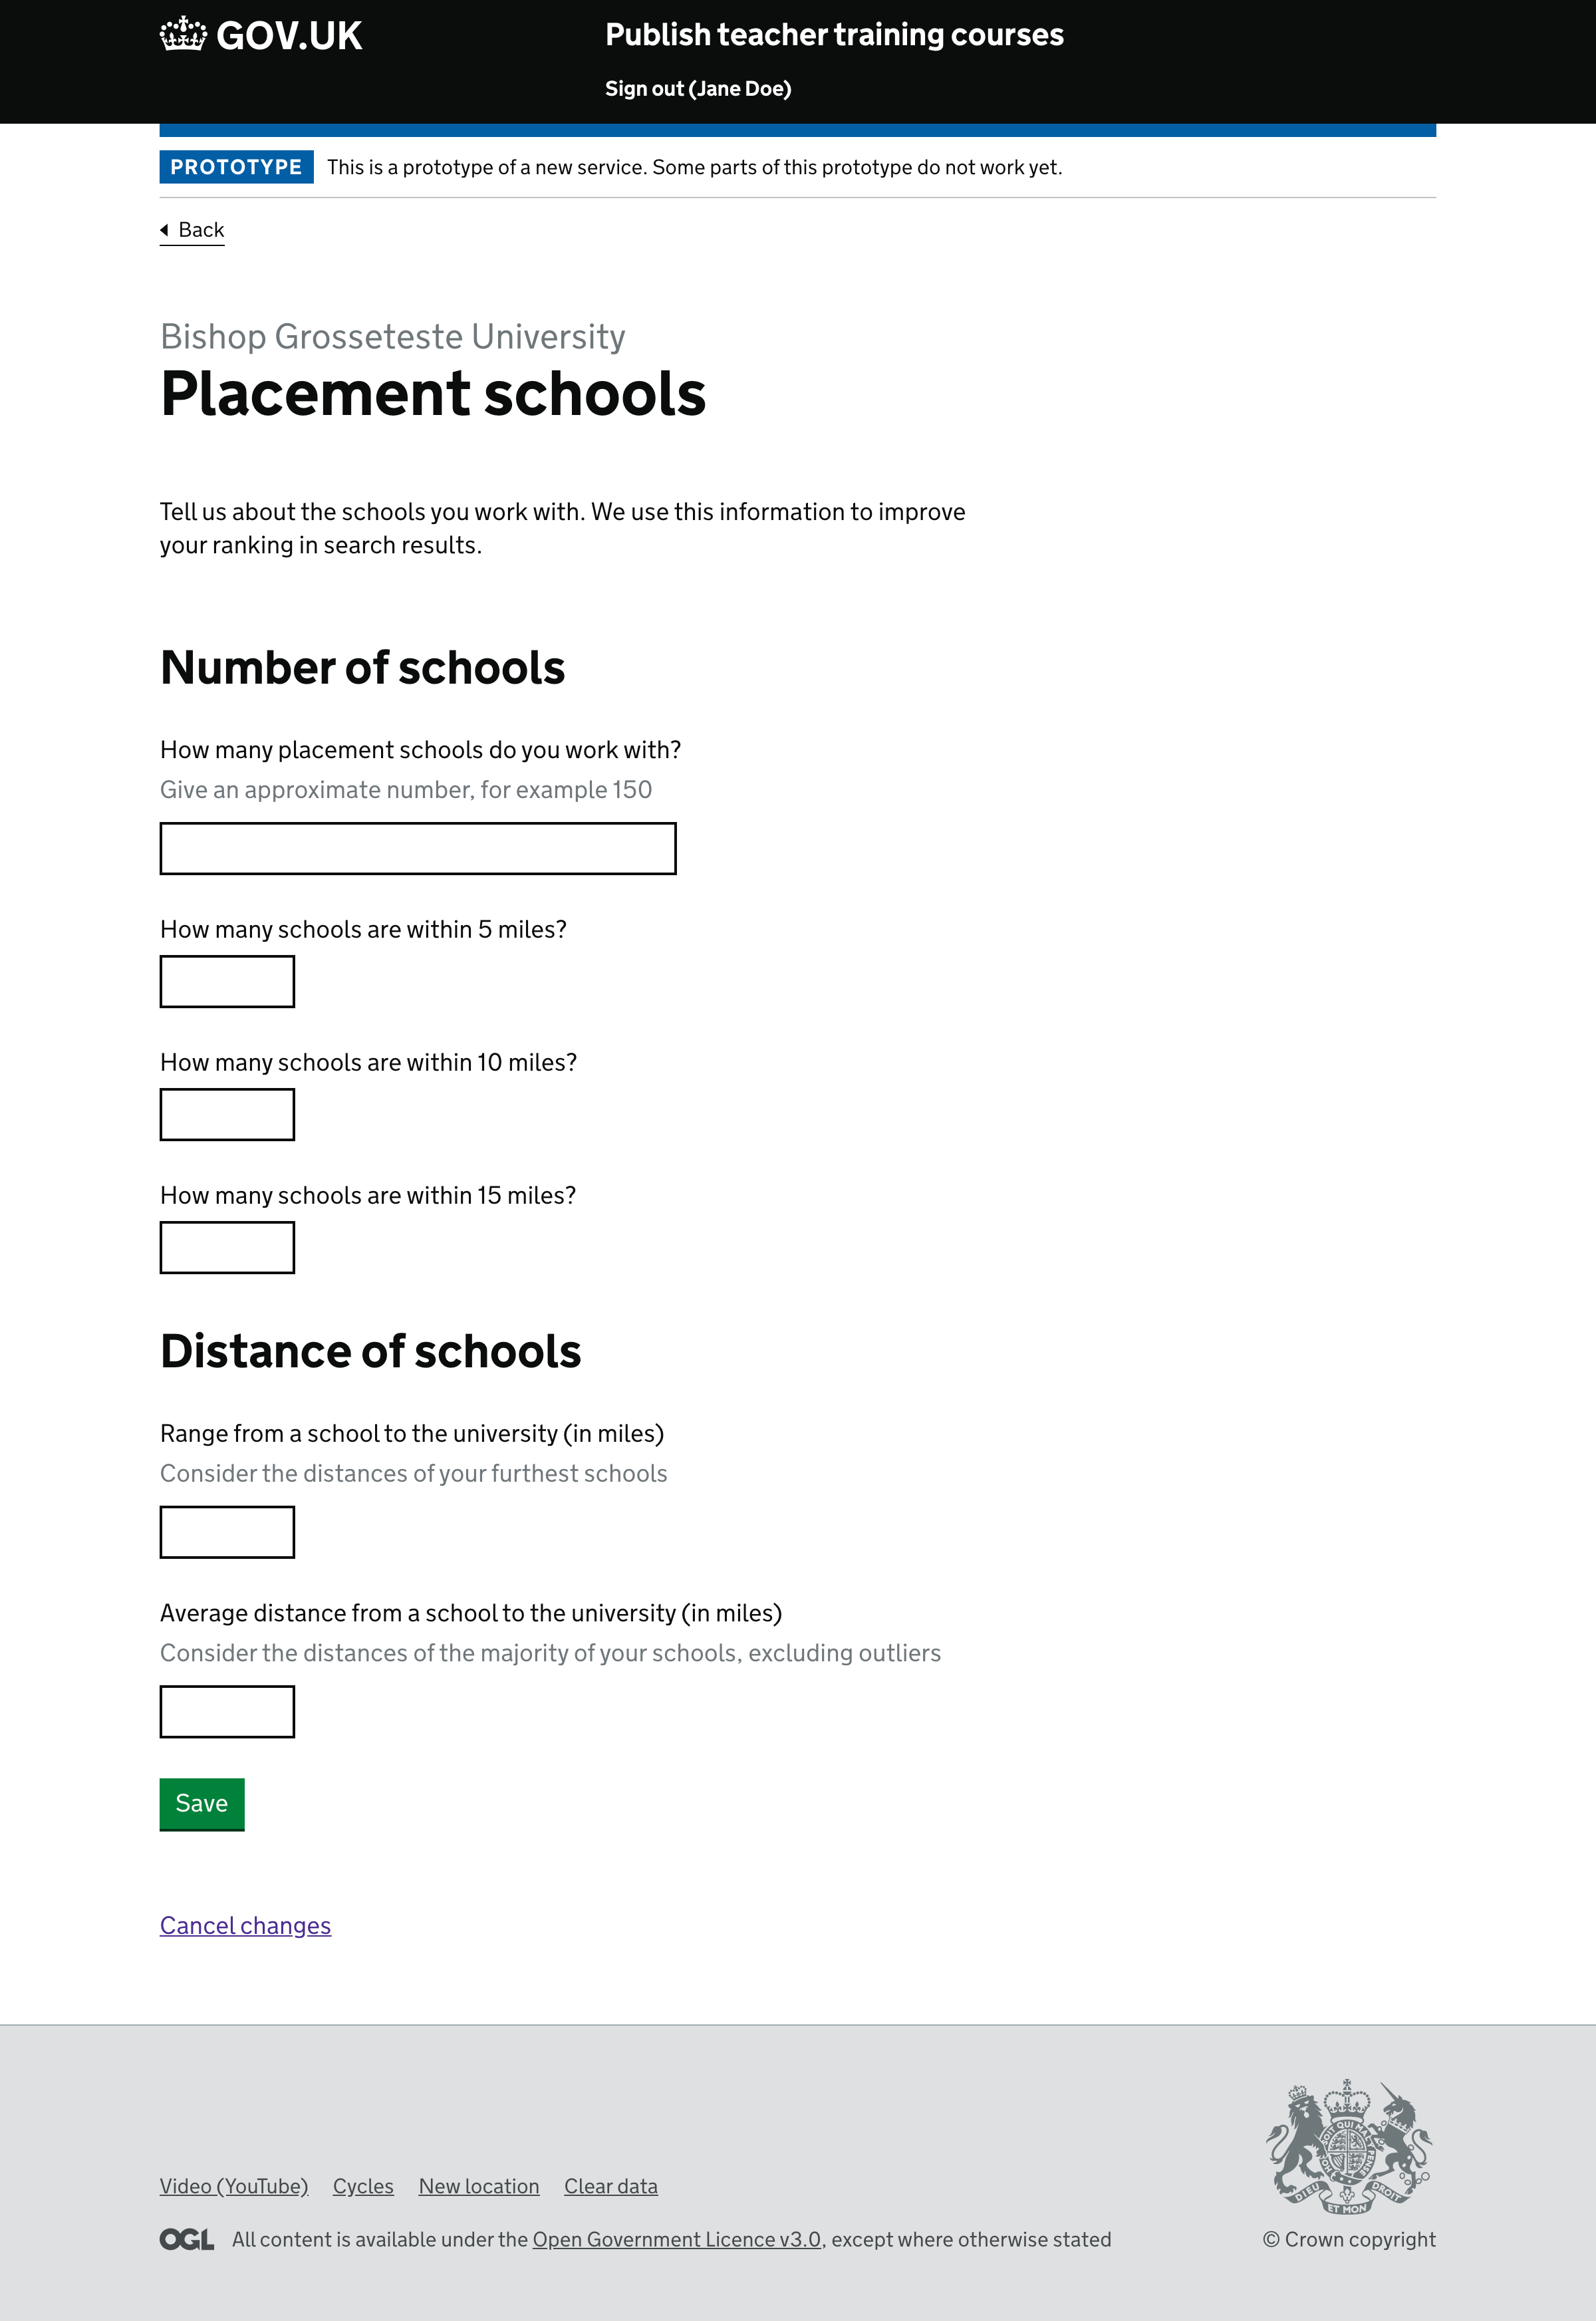 GOV.UK
Publish teacher training courses
Sign out (Jane Doe)
PROTOTYPE This is a prototype of a new service. Some parts of this prototype do not work yet.
Back
Bishop Grosseteste University
Placement schools
Tell us about the schools you work with. We use this information to improve
your ranking in search results.
Number of schools
How many placement schools do you work with?
Give an approximate number, for example 150
How many schools are within 5 miles?
How many schools are within 10 miles?
How many schools are within 15 miles?
Distance of schools
Range from a school to the university (in miles)
Consider the distances of your furthest schools
Average distance from a school to the university (in miles)
Consider the distances of the majority of your schools, excluding outliers
Save
Cancel changes
Video (YouTube) Cycles New location Clear data
OGL All content is available under the Open Government Licence v3.0, except where otherwise stated
DIEU ET MON DROIT
© Crown copyright